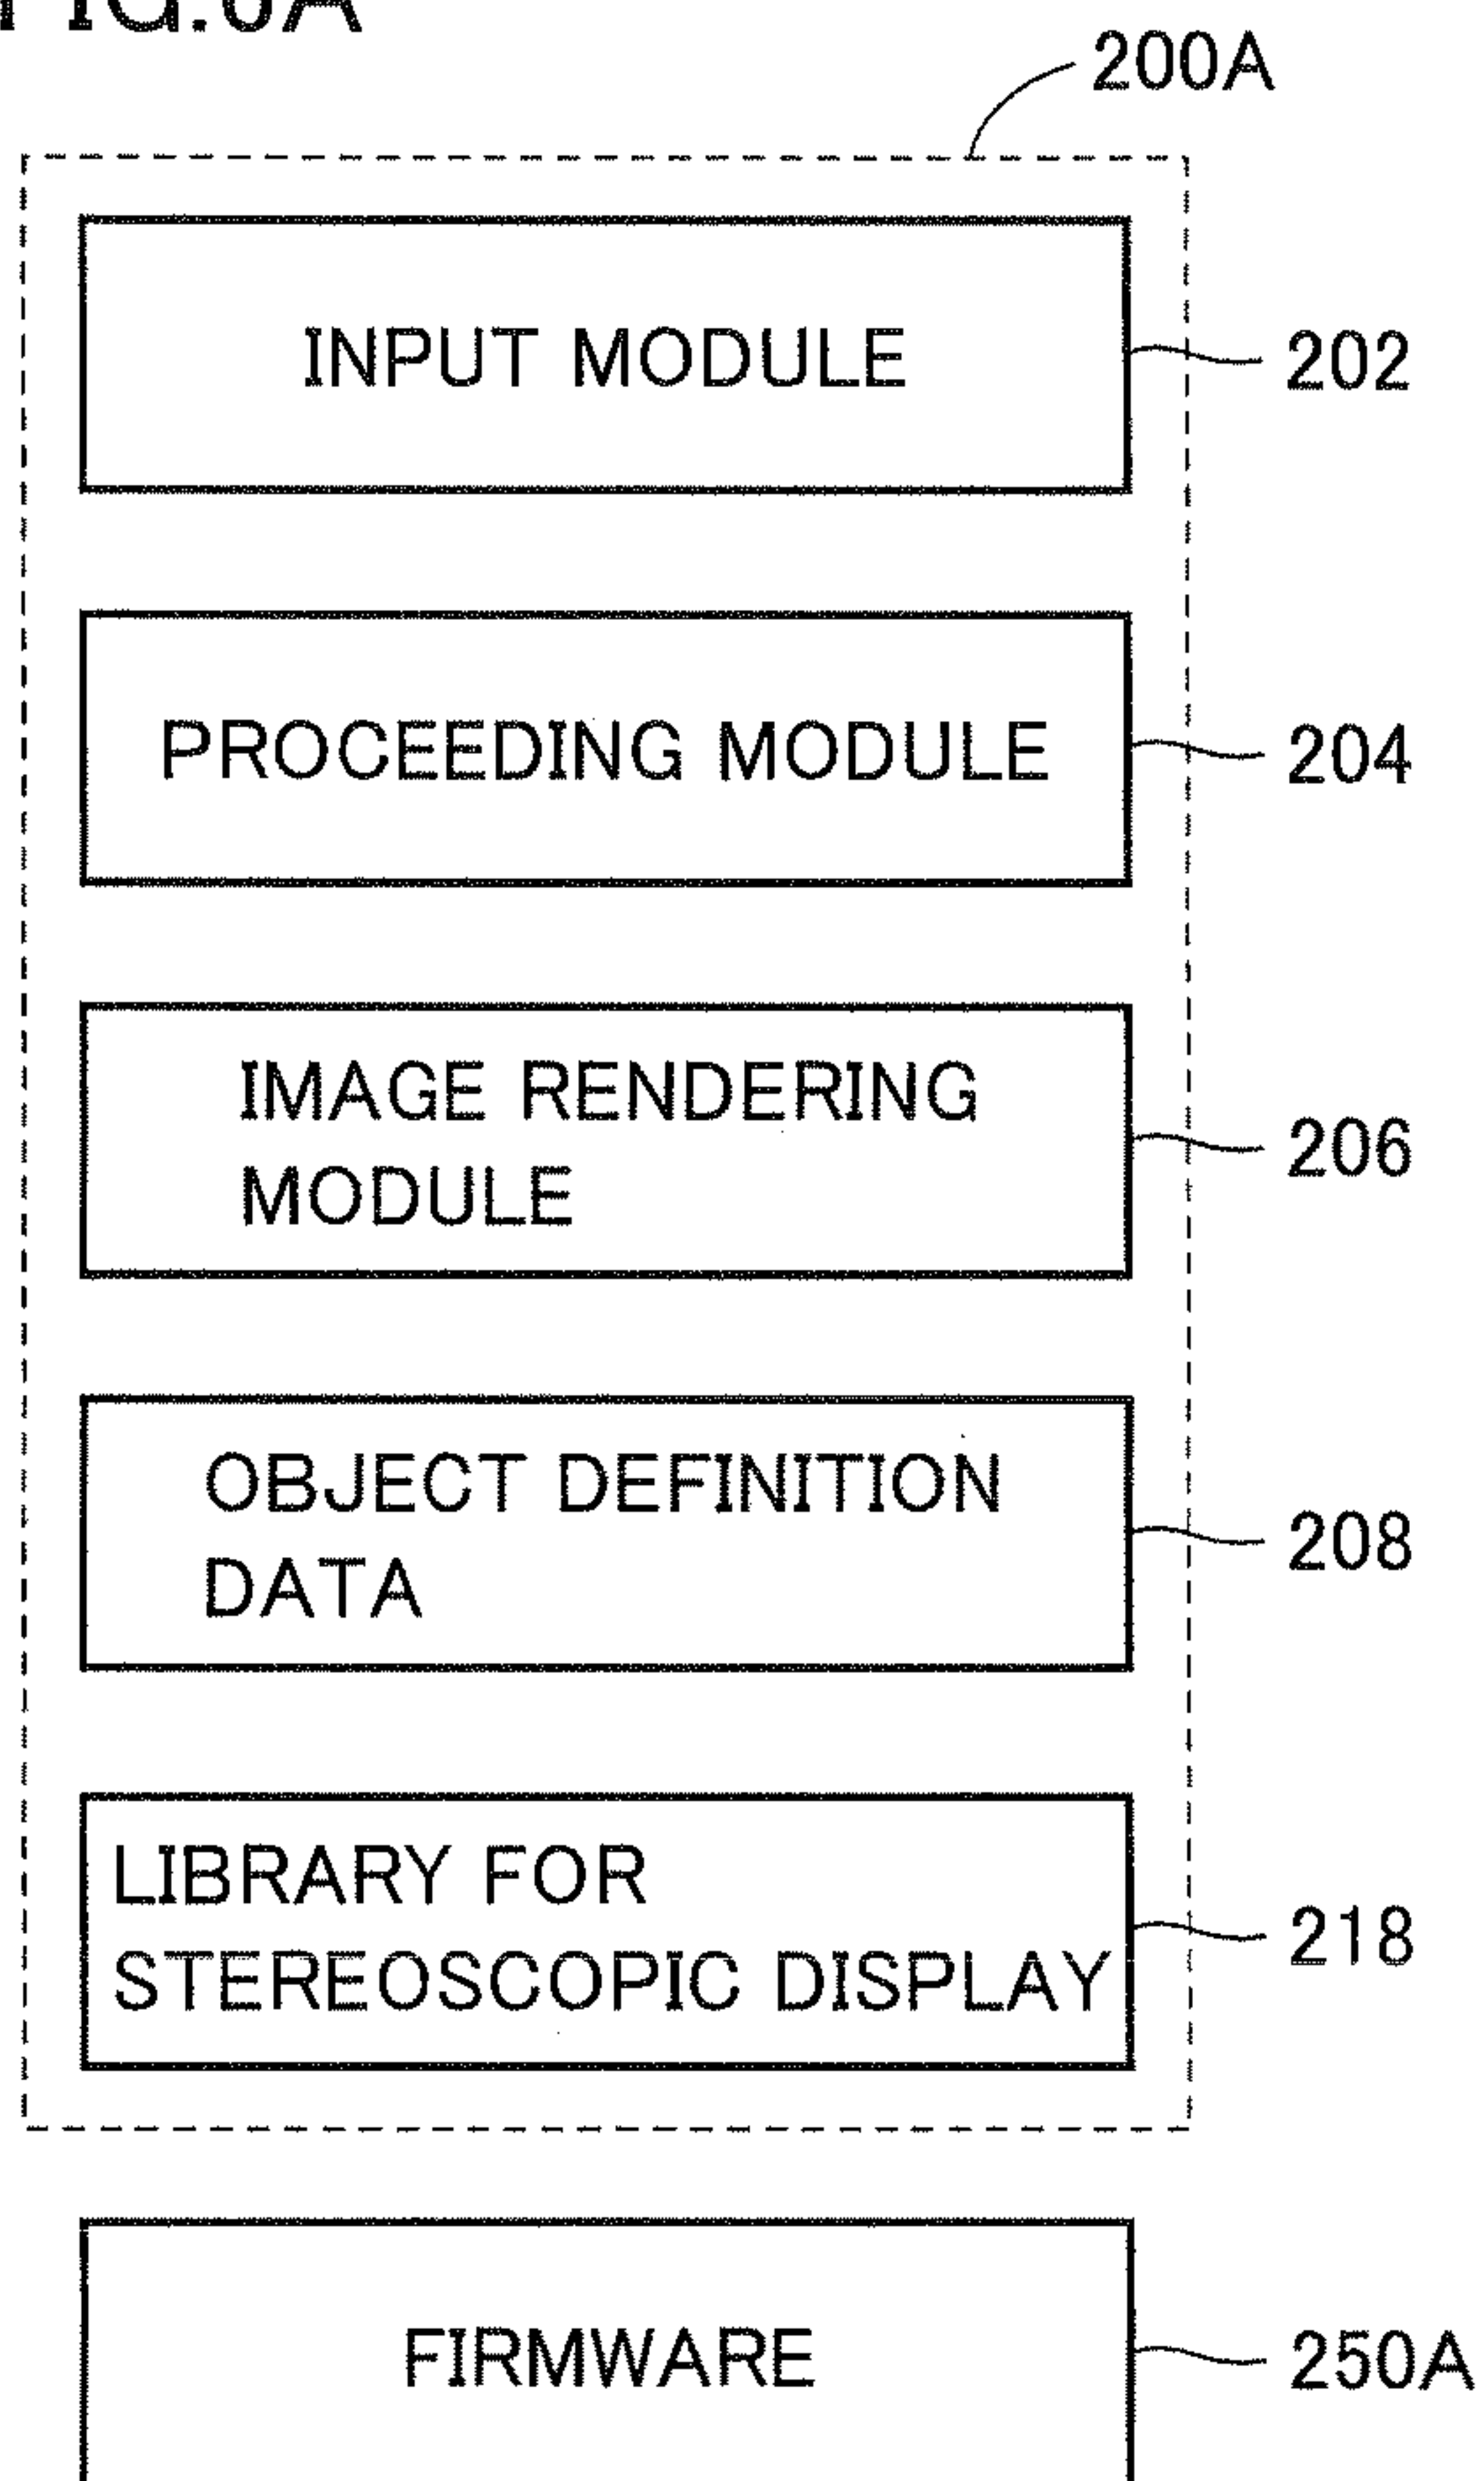 200A
INPUT MODULE
202
PROCEEDING MODULE
204
IMAGE RENDERING
MODULE
206
OBJECT DEFINITION
DATA
208
LIBRARY FOR
STEREOSCOPIC DISPLAY
218
FIRMWARE
250A